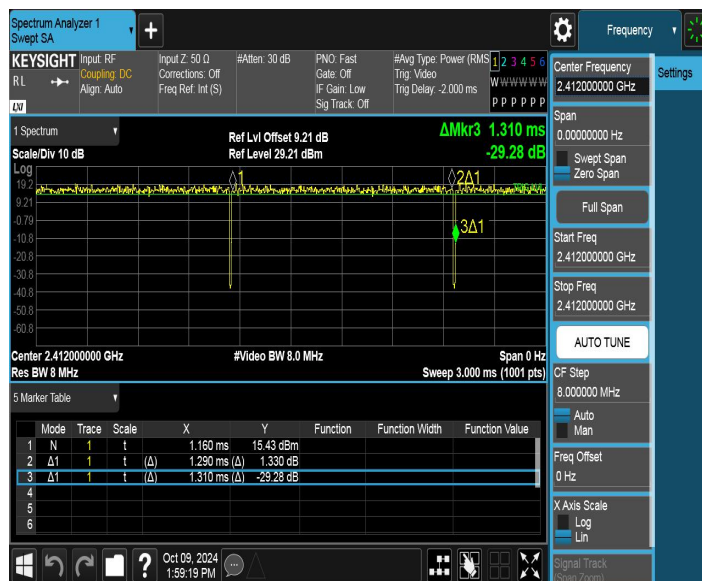 Spectrum Analyzer 1
Swept SA
Frequency
KEYSIGHT
RL
LXI
Input: RF
Coupling: DC
Align: Auto
Input Z: 50 Ω
Corrections: Off
Freq Ref: Int (S)
#Atten: 30 dB
PNO: Fast
Gate: Off
IF Gain: Low
Sig Track: Off
#Avg Type: Power (RMS
Trig: Video
Trig Delay: -2.000 ms
1 2 3 4 5 6
W W W W W W
P P P P P P
1 Spectrum
Scale/Div 10 dB
Ref Lvl Offset 9.21 dB
Ref Level 29.21 dBm
ΔMkr3 1.310 ms
-29.28 dB
Log
19.2
9.21
-0.79
-10.8
-20.8
-30.8
-40.8
-50.8
-60.8
1
2Δ1
3Δ1
Center 2.412000000 GHz
Res BW 8 MHz
#Video BW 8.0 MHz
Span 0 Hz
Sweep 3.000 ms (1001 pts)
5 Marker Table
Mode Trace Scale X Y Function Function Width Function Value
1 N 1 t 1.160 ms 15.43 dBm
2 Δ1 1 t (Δ) 1.290 ms (Δ) 1.330 dB
3 Δ1 1 t (Δ) 1.310 ms (Δ) -29.28 dB
4
5
6
?
Oct 09, 2024
1:59:19 PM
Center Frequency
2.412000000 GHz
Settings
Span
0.00000000 Hz
Swept Span
Zero Span
Full Span
Start Freq
2.412000000 GHz
Stop Freq
2.412000000 GHz
AUTO TUNE
CF Step
8.000000 MHz
Auto
Man
Freq Offset
0 Hz
X Axis Scale
Log
Lin
Signal Track
(Span Zoom)